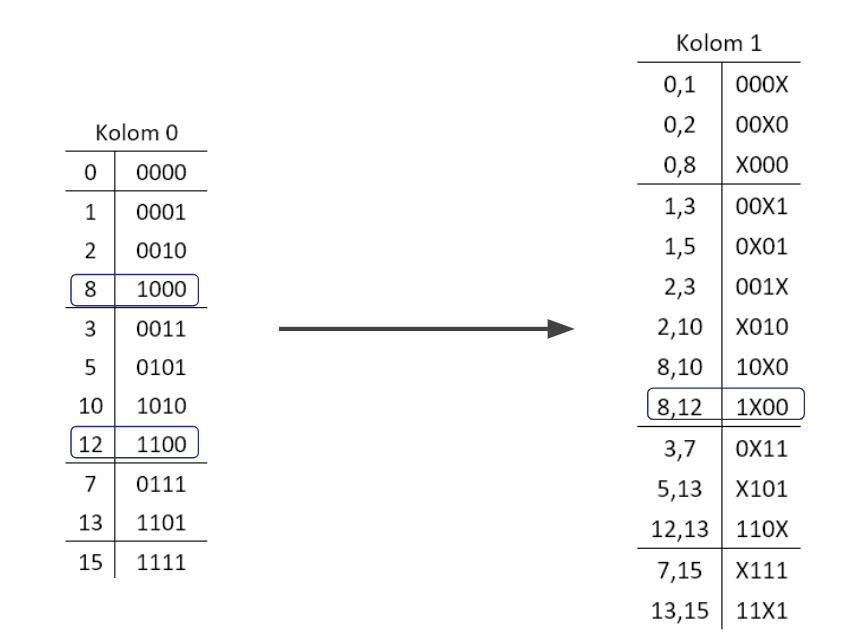 Kolom 0
0 0000
1 0001
2 0010
8 1000
3 0011
5 0101
10 1010
12 1100
7 0111
13 1101
15 1111
Kolom 1
0,1 000X
0,2 00X0
0,8 X000
1,3 00X1
1,5 0X01
2,3 001X
2,10 X010
8,10 10X0
8,12 1X00
3,7 0X11
5,13 X101
12,13 110X
7,15 X111
13,15 11X1